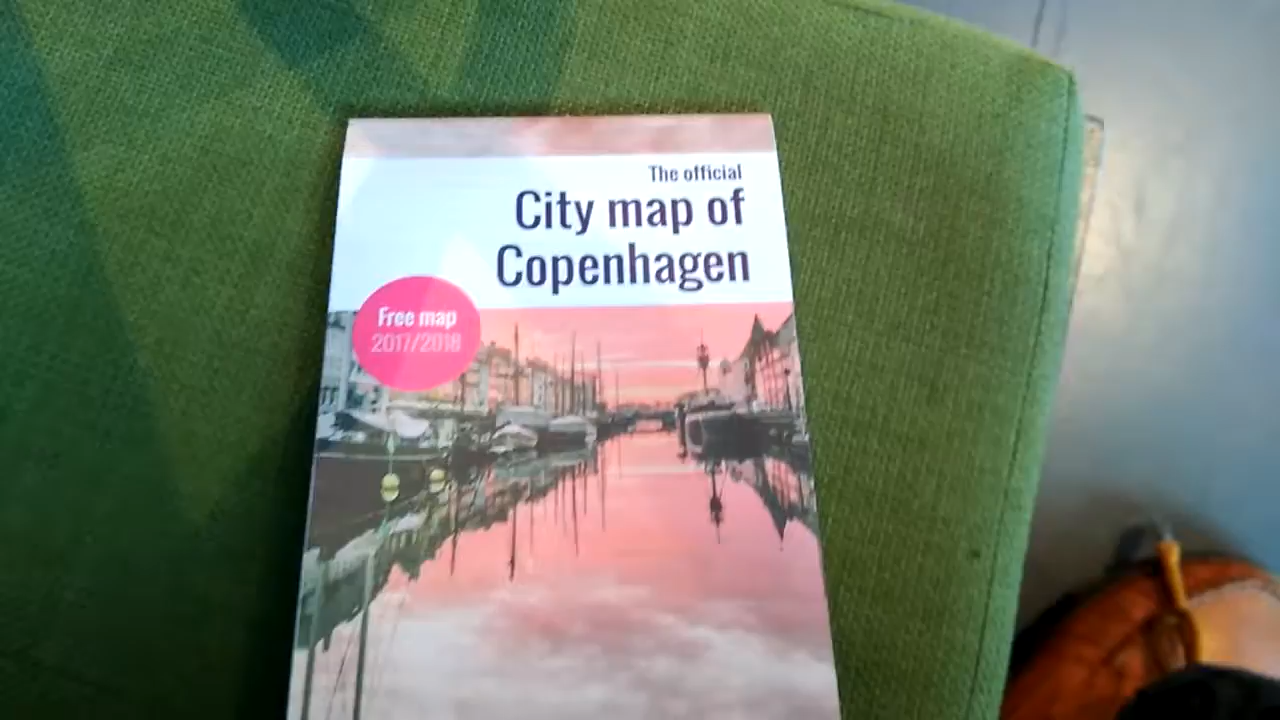 The official
City map of
Copenhagen
Free map
2017/2018